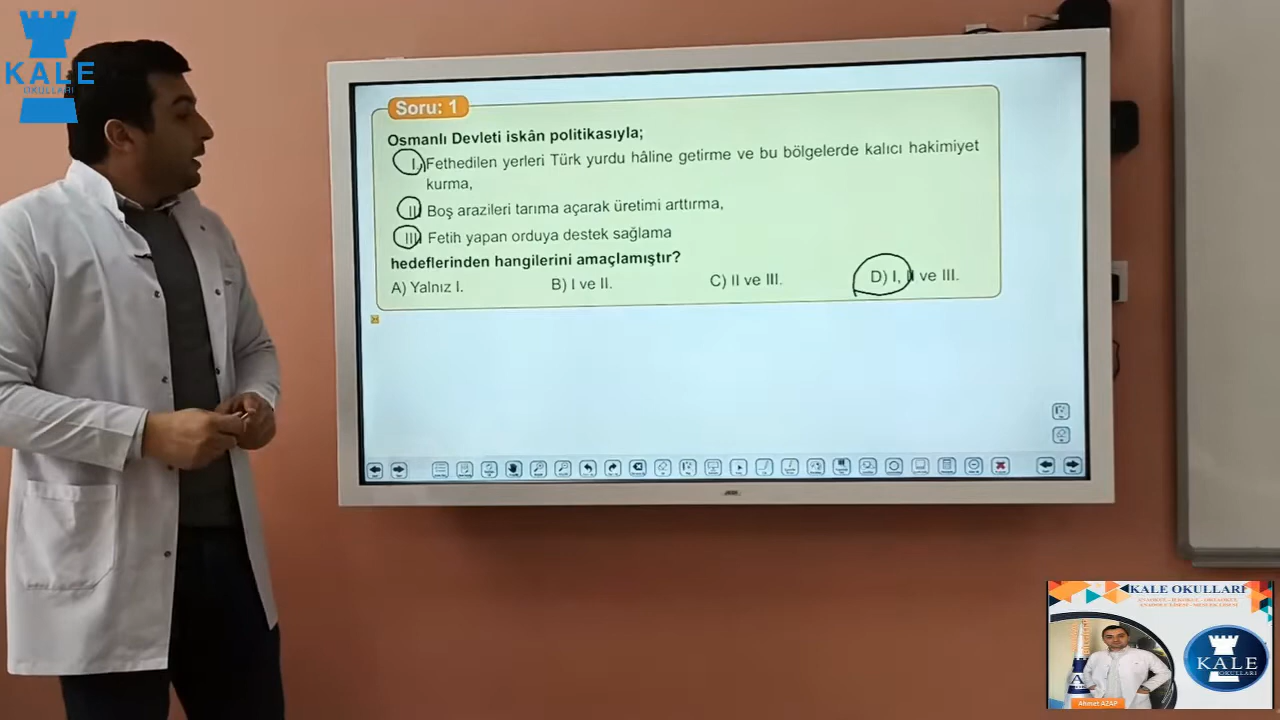 KALE
OKULLARI
Soru: 1
Osmanlı Devleti iskân politikasıyla;
I. Fethedilen yerleri Türk yurdu hâline getirme ve bu bölgelerde kalıcı hakimiyet
kurma,
II. Boş arazileri tarıma açarak üretimi arttırma,
III. Fetih yapan orduya destek sağlama
hedeflerinden hangilerini amaçlamıştır?
A) Yalnız I. B) I ve II. C) II ve III. D) I, II ve III.
KALE OKULLARI
KALE
OKULLARI
Ahmet AZAP